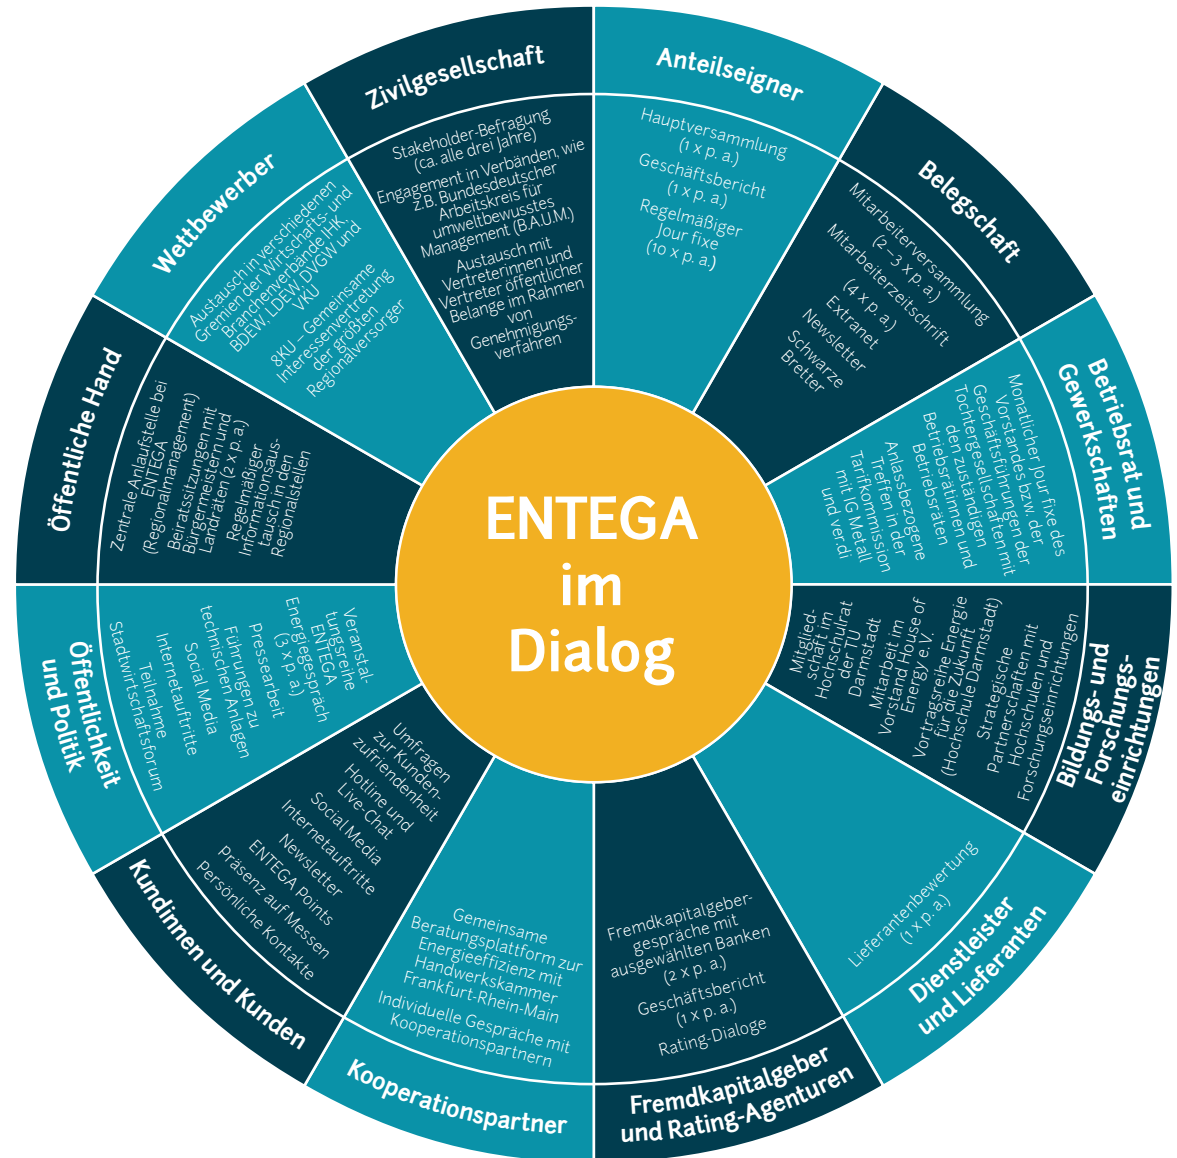 ENTEGA
im
Dialog
Anteilseigner
Hauptversammlung
(1 x p. a.)
Geschäftsbericht
(1 x p. a.)
Regelmäßiger
Jour fixe
(10 x p. a.)
Belegschaft
Mitarbeiterversammlung
(2–3 x p. a.)
Mitarbeiterzeitschrift
(4 x p. a.)
Extranet
Newsletter
Schwarze
Bretter
Betriebsrat und
Gewerkschaften
Monatlicher Jour fixe des
Vorstandes bzw. der
Geschäftsführungen der
Tochtergesellschaften mit
den zuständigen
Betriebsrätinnen und
Betriebsräten
Anlassbezogene
Treffen in der
Tarifkommission
mit IG Metall
und ver.di
Bildungs- und
Forschungs-
einrichtungen
Mitglied-
schaft im
Hochschulrat
der TU
Darmstadt
Mitarbeit im
Vorstand House of
Energy e. V.
Vortragsreihe Energie
für die Zukunft
(Hochschule Darmstadt)
Strategische
Partnerschaften mit
Hochschulen und
Forschungseinrichtungen
Dienstleister
und Lieferanten
Lieferantenbewertung
(1 x p. a.)
Fremdkapitalgeber
und Rating-Agenturen
Fremdkapitalgeber-
gespräche mit
ausgewählten Banken
(2 x p. a.)
Geschäftsbericht
(1 x p. a.)
Rating-Dialoge
Kooperationspartner
Gemeinsame
Beratungsplattform zur
Energieeffizienz mit
Handwerkskammer
Frankfurt-Rhein-Main
Individuelle Gespräche mit
Kooperationspartnern
Kundinnen und Kunden
Umfragen
zur Kunden-
zufriendenheit
Hotline und
Live-Chat
Social Media
Internetauftritte
Newsletter
ENTEGA Points
Präsenz auf Messen
Persönliche Kontakte
Öffentlichkeit
und Politik
Veranstal-
tungsreihe
ENTEGA
Energiegespräch
(3 x p. a.)
Pressearbeit
Führungen zu
technischen Anlagen
Social Media
Internetauftritte
Teilnahme
Stadtwirtschaftsforum
Öffentliche Hand
Zentrale Anlaufstelle bei
ENTEGA
(Regionalmanagement)
Beiratssitzungen mit
Bürgermeistern und
Landräten (2 x p. a.)
Regelmäßiger
Informationsaus-
tausch in den
Regionalstellen
Wettbewerber
Austausch in verschiedenen
Gremien der Wirtschafts- und
Branchenverbände IHK,
BDEW, LDEW, DVGW und
VKU
8KU – Gemeinsame
Interessenvertretung
der größten
Regionalversorger
Zivilgesellschaft
Stakeholder-Befragung
(ca. alle drei Jahre)
Engagement in Verbänden, wie
z.B. Bundesdeutscher
Arbeitskreis für
umweltbewusstes
Management (B.A.U.M.)
Austausch mit
Vertreterinnen und
Vertreter öffentlicher
Belange im Rahmen
von
Genehmigungs-
verfahren